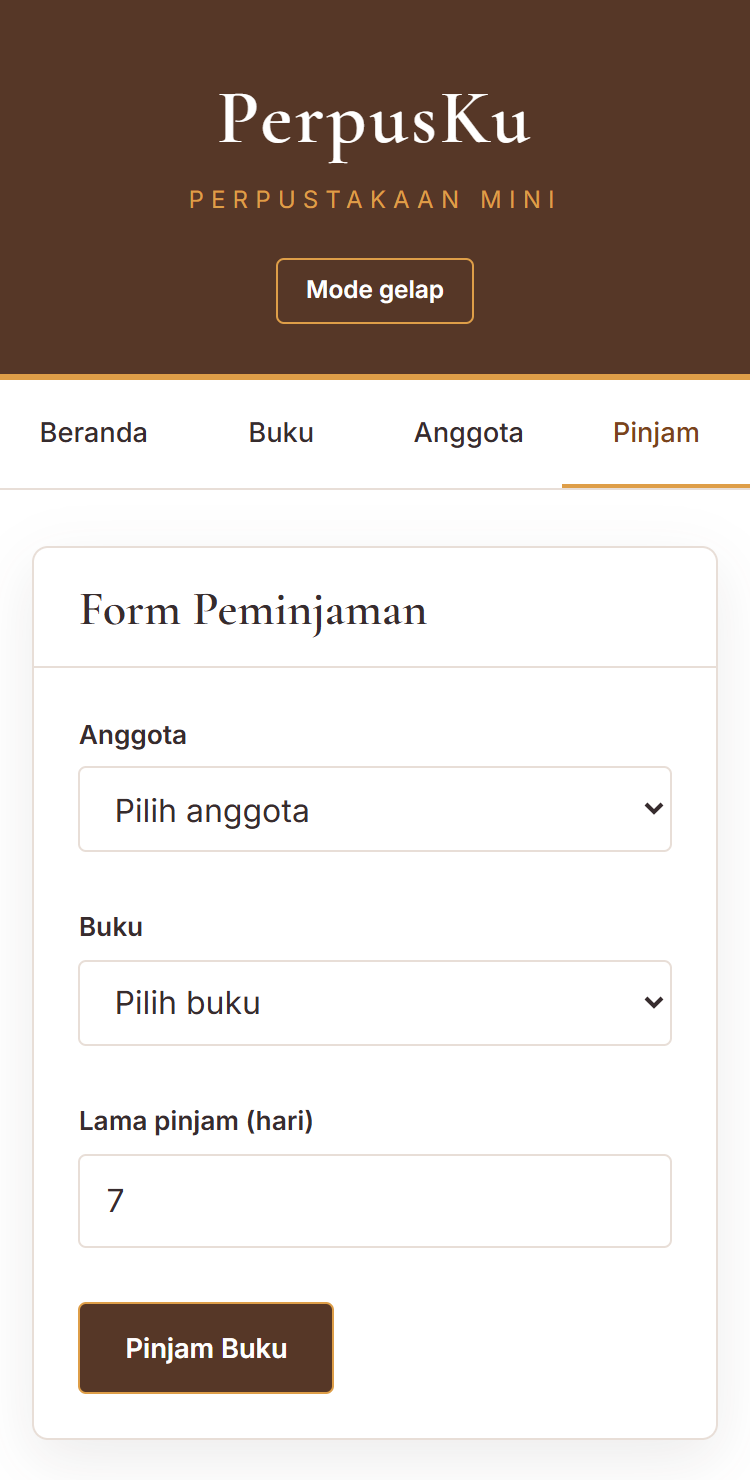 PerpusKu
PERPUSTAKAAN MINI
Mode gelap
Beranda Buku Anggota Pinjam
Form Peminjaman
Anggota
Pilih anggota
Buku
Pilih buku
Lama pinjam (hari)
7
Pinjam Buku